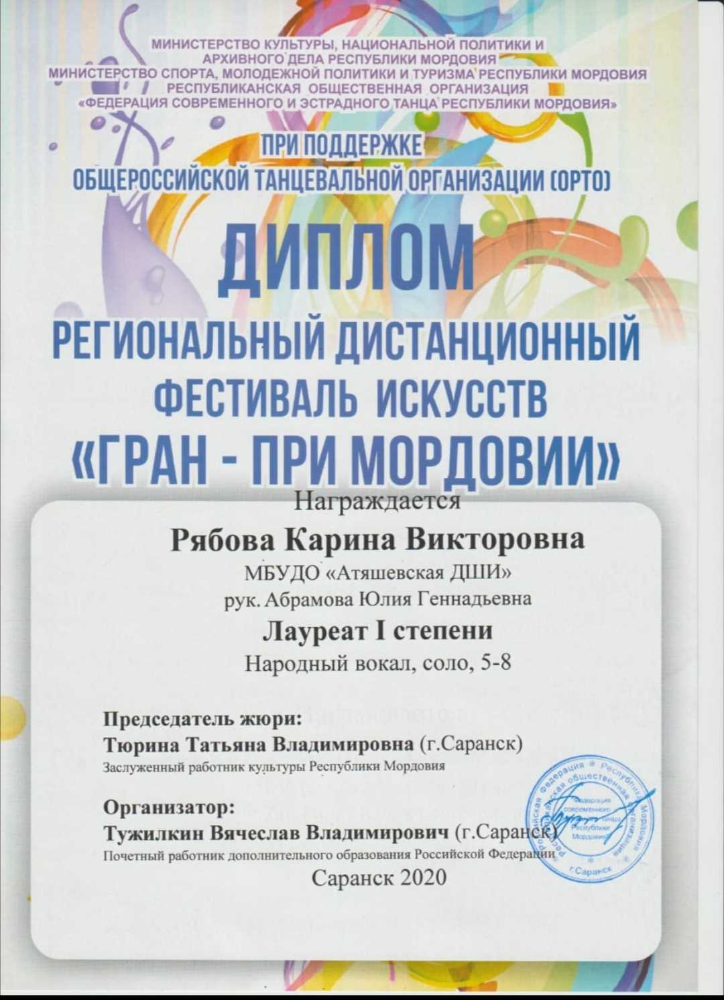 МИНИСТЕРСТВО КУЛЬТУРЫ, НАЦИОНАЛЬНОЙ ПОЛИТИКИ И
АРХИВНОГО ДЕЛА РЕСПУБЛИКИ МОРДОВИЯ
МИНИСТЕРСТВО СПОРТА, МОЛОДЕЖНОЙ ПОЛИТИКИ И ТУРИЗМА РЕСПУБЛИКИ МОРДОВИЯ
РЕСПУБЛИКАНСКАЯ ОБЩЕСТВЕННАЯ ОРГАНИЗАЦИЯ
«ФЕДЕРАЦИЯ СОВРЕМЕННОГО И ЭСТРАДНОГО ТАНЦА РЕСПУБЛИКИ МОРДОВИЯ»
ПРИ ПОДДЕРЖКЕ
ОБЩЕРОССИЙСКОЙ ТАНЦЕВАЛЬНОЙ ОРГАНИЗАЦИИ (ОРТО)
ДИПЛОМ
РЕГИОНАЛЬНЫЙ ДИСТАНЦИОННЫЙ
ФЕСТИВАЛЬ ИСКУССТВ
«ГРАН - ПРИ МОРДОВИИ»
Награждается
Рябова Карина Викторовна
МБУДО «Атяшевская ДШИ»
рук. Абрамова Юлия Геннадьевна
Лауреат I степени
Народный вокал, соло, 5-8
Председатель жюри:
Тюрина Татьяна Владимировна (г.Саранск)
Заслуженный работник культуры Республики Мордовия
Организатор:
Тужилкин Вячеслав Владимирович (г.Саранск)
Почетный работник дополнительного образования Российской Федерации
Саранск 2020
Российская Федерация * Республика Мордовия *
Республиканская общественная организация
Федерация
современного
танца
Республики
Мордовия
г.Саранск